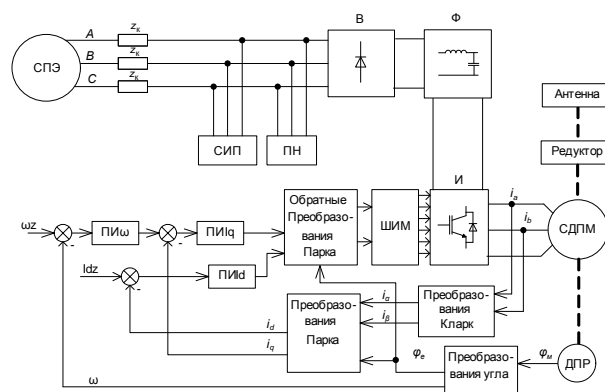 В
Ф
A
zк
B
zк
C
zк
СПЭ
СИП
ПН
Антенна
Редуктор
И
ia
ib
СДПМ
ωz
-
ПИω
-
ПИIq
Обратные
Преобразо-
вания
Парка
ШИМ
Idz
-
ПИId
Преобразо-
вания
Парка
iα
iβ
Преобразо-
вания
Кларк
id
iq
φe
Преобразо-
вания угла
φм
ДПР
ω